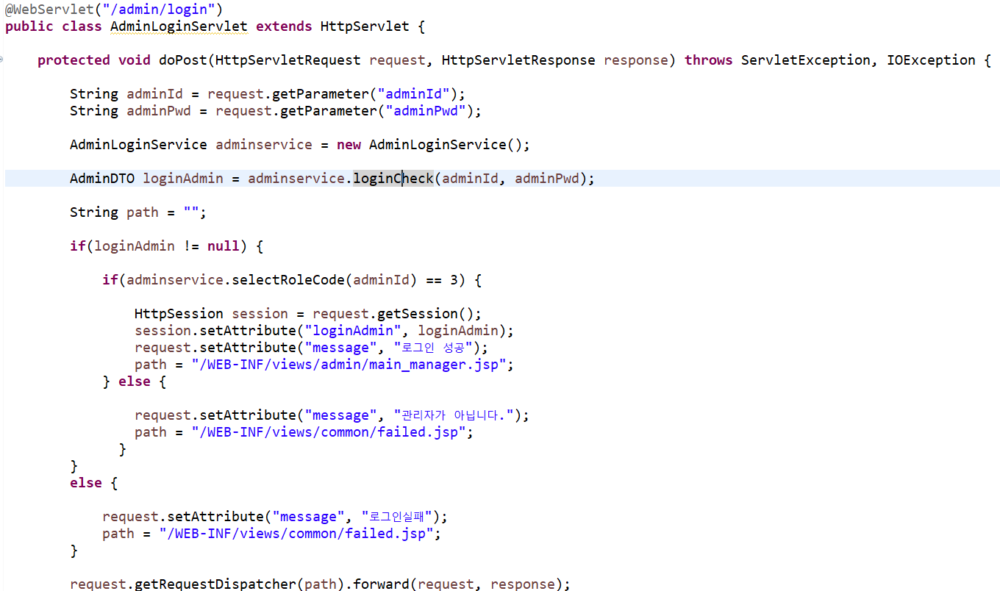 @WebServlet("/admin/login")
public class AdminLoginServlet extends HttpServlet {
protected void doPost(HttpServletRequest request, HttpServletResponse response) throws ServletException, IOException {
String adminId = request.getParameter("adminId");
String adminPwd = request.getParameter("adminPwd");
AdminLoginService adminservice = new AdminLoginService();
AdminDTO loginAdmin = adminservice.loginCheck(adminId, adminPwd);
String path = "";
if(loginAdmin != null) {
if(adminservice.selectRoleCode(adminId) == 3) {
HttpSession session = request.getSession();
session.setAttribute("loginAdmin", loginAdmin);
request.setAttribute("message", "로그인 성공");
path = "/WEB-INF/views/admin/main_manager.jsp";
} else {
request.setAttribute("message", "관리자가 아닙니다.");
path = "/WEB-INF/views/common/failed.jsp";
}
}
else {
request.setAttribute("message", "로그인실패");
path = "/WEB-INF/views/common/failed.jsp";
}
request.getRequestDispatcher(path).forward(request, response);